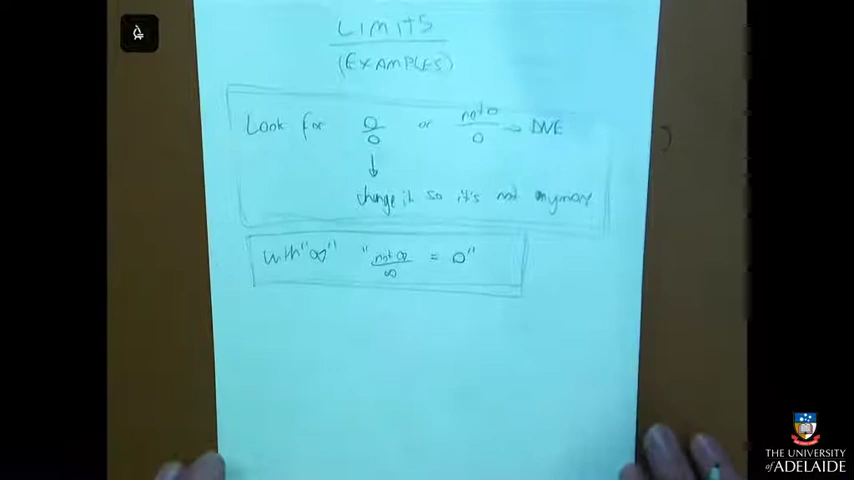 LIMITS
(EXAMPLES)
Look for 0/0 or not 0/0 → DNE
↓
change it so it's not anymore
With "∞" "not ∞/∞ = 0"
THE UNIVERSITY
of ADELAIDE